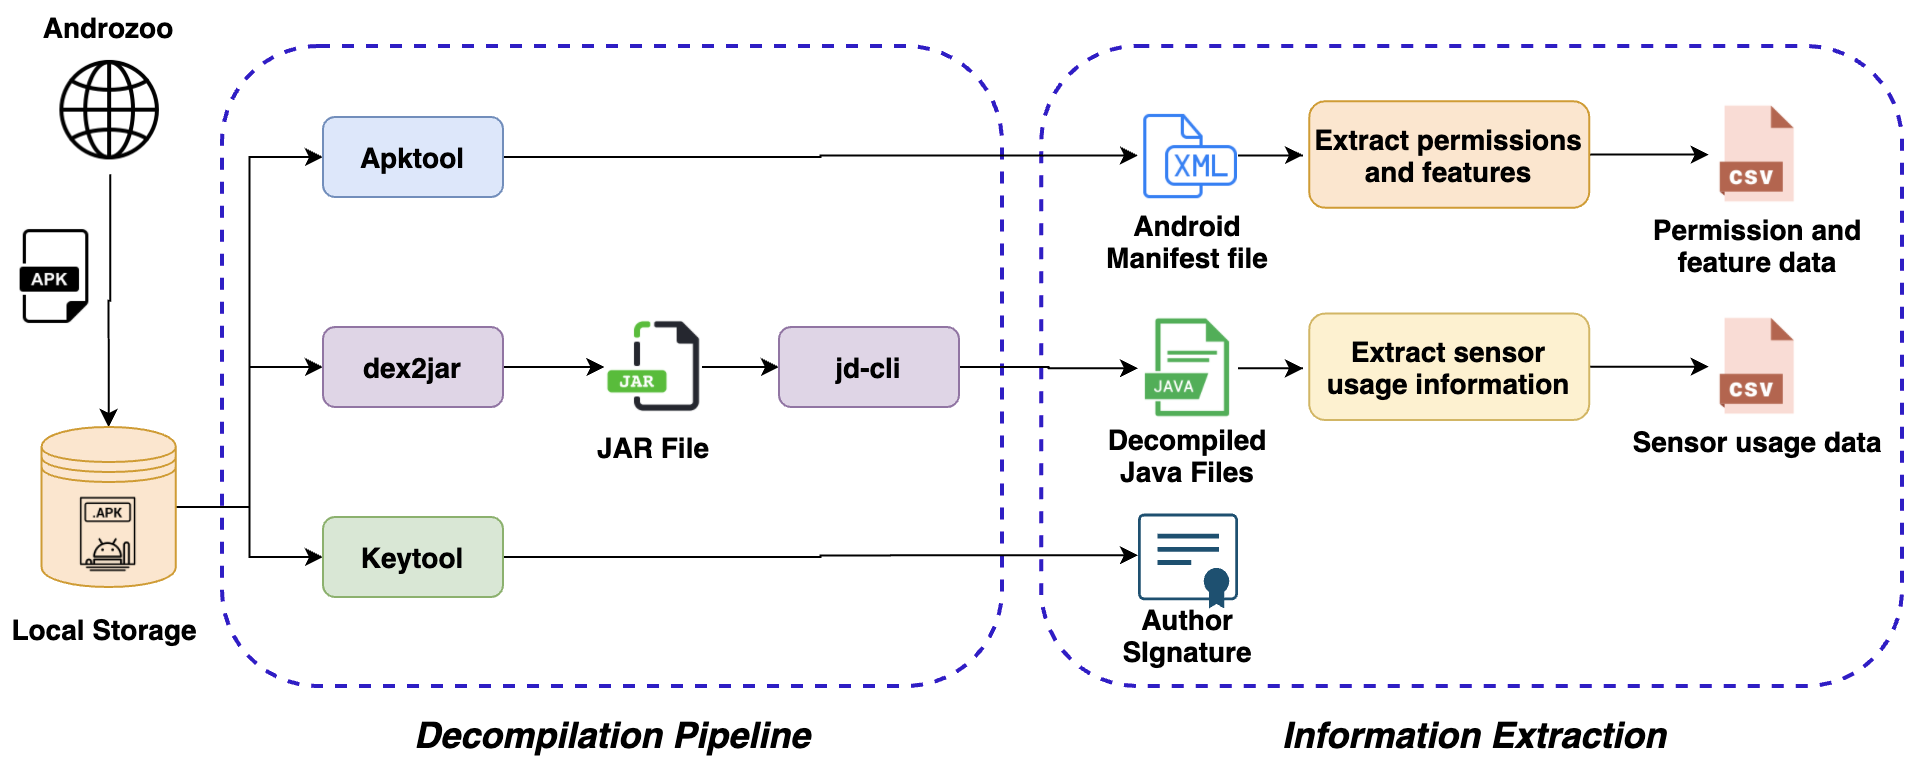 Androzoo
APK
.APK
Local Storage
Apktool
dex2jar
JAR
JAR File
jd-cli
Keytool
Decompilation Pipeline
XML
Android
Manifest file
Extract permissions
and features
CSV
Permission and
feature data
JAVA
Decompiled
Java Files
Extract sensor
usage information
CSV
Sensor usage data
Author
SIgnature
Information Extraction